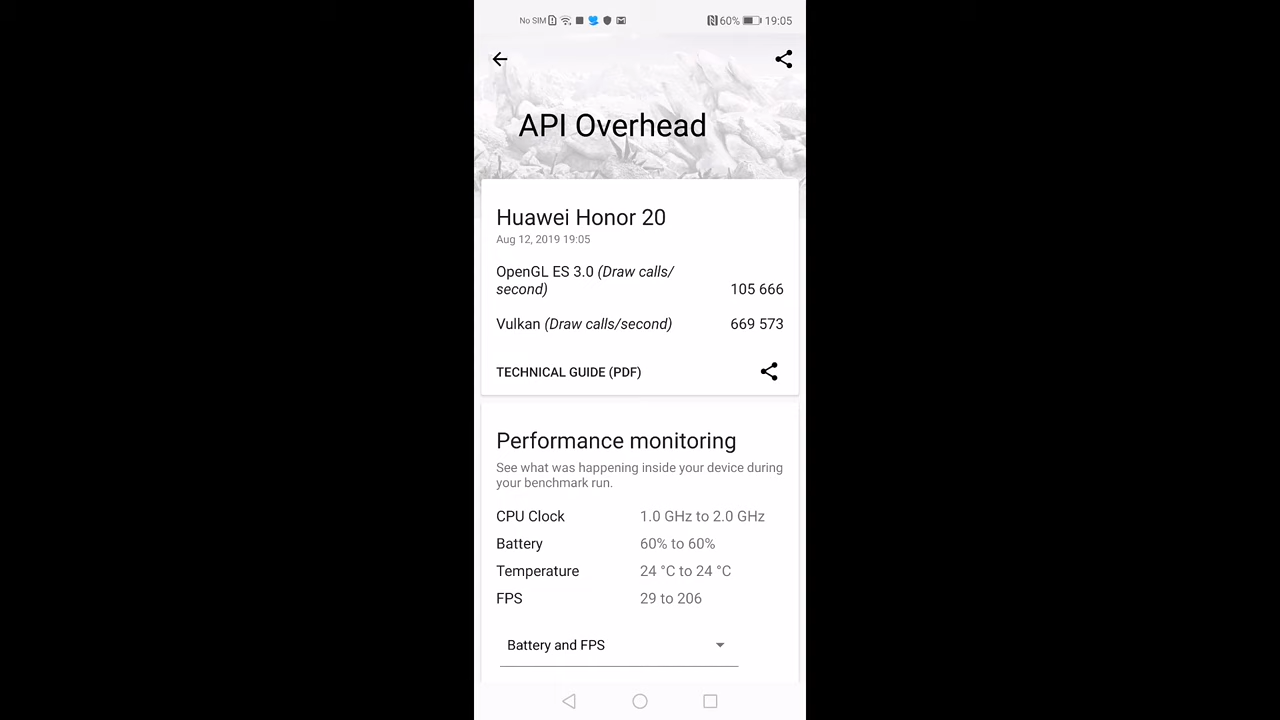 No SIM 60% 19:05
API Overhead
Huawei Honor 20
Aug 12, 2019 19:05
OpenGL ES 3.0 (Draw calls/
second) 105 666
Vulkan (Draw calls/second) 669 573
TECHNICAL GUIDE (PDF)
Performance monitoring
See what was happening inside your device during
your benchmark run.
CPU Clock 1.0 GHz to 2.0 GHz
Battery 60% to 60%
Temperature 24 °C to 24 °C
FPS 29 to 206
Battery and FPS